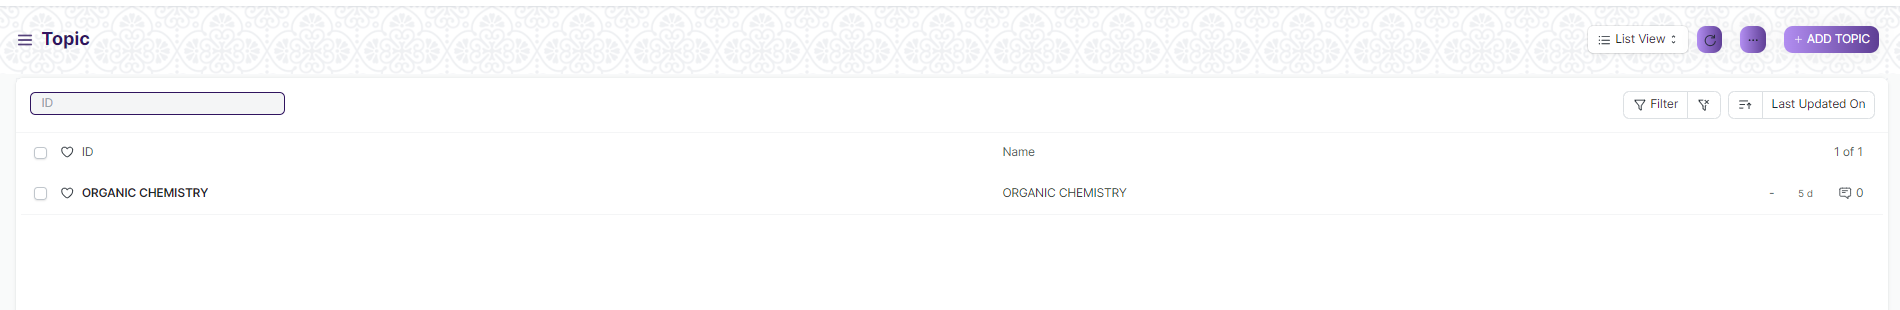 Topic
List View
...
+ ADD TOPIC
ID
Filter
Last Updated On
ID Name 1 of 1
ORGANIC CHEMISTRY ORGANIC CHEMISTRY - 5 d 0